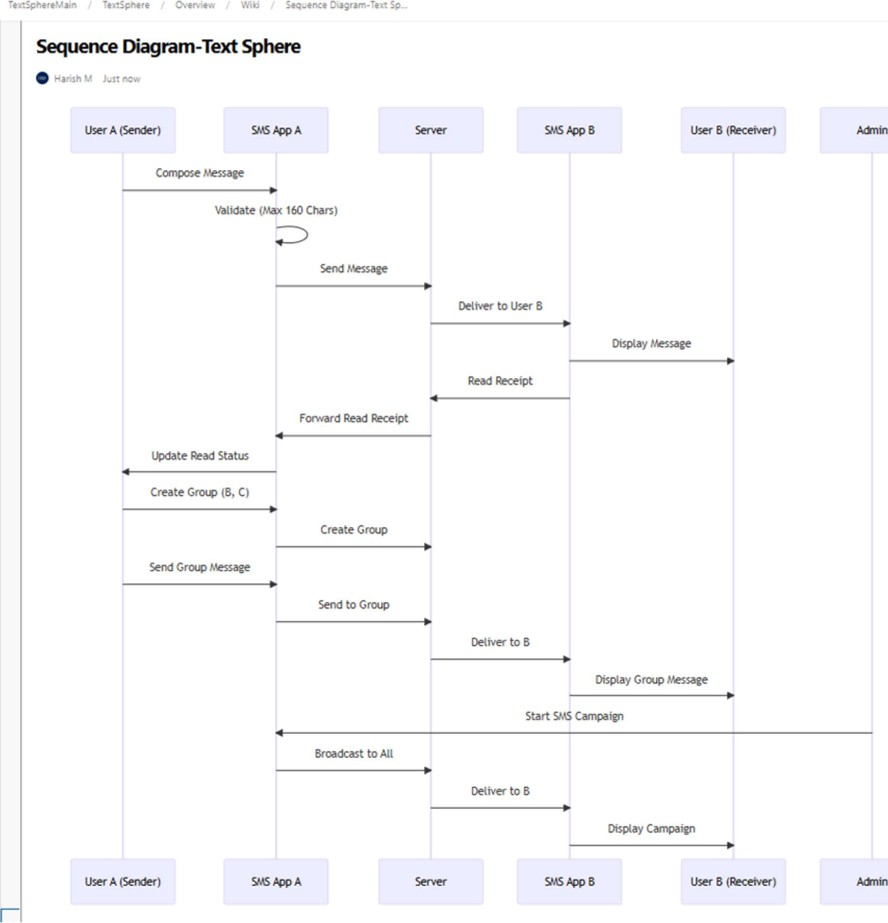 TextSphereMain / TextSphere / Overview / Wiki / Sequence Diagram-Text Sp...
Sequence Diagram-Text Sphere
Harish M Just now
User A (Sender) SMS App A Server SMS App B User B (Receiver) Admin
Compose Message
Validate (Max 160 Chars)
Send Message
Deliver to User B
Display Message
Read Receipt
Forward Read Receipt
Update Read Status
Create Group (B, C)
Create Group
Send Group Message
Send to Group
Deliver to B
Display Group Message
Start SMS Campaign
Broadcast to All
Deliver to B
Display Campaign
User A (Sender) SMS App A Server SMS App B User B (Receiver) Admin